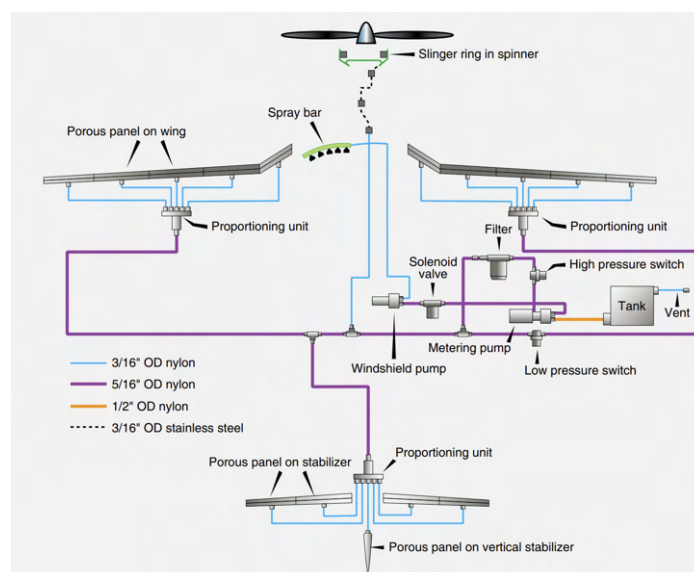 Slinger ring in spinner
Spray bar
Porous panel on wing
Proportioning unit
Proportioning unit
Filter
Solenoid
valve
High pressure switch
Tank
Vent
Metering pump
Windshield pump
Low pressure switch
3/16" OD nylon
5/16" OD nylon
1/2" OD nylon
3/16" OD stainless steel
Proportioning unit
Porous panel on stabilizer
Porous panel on vertical stabilizer